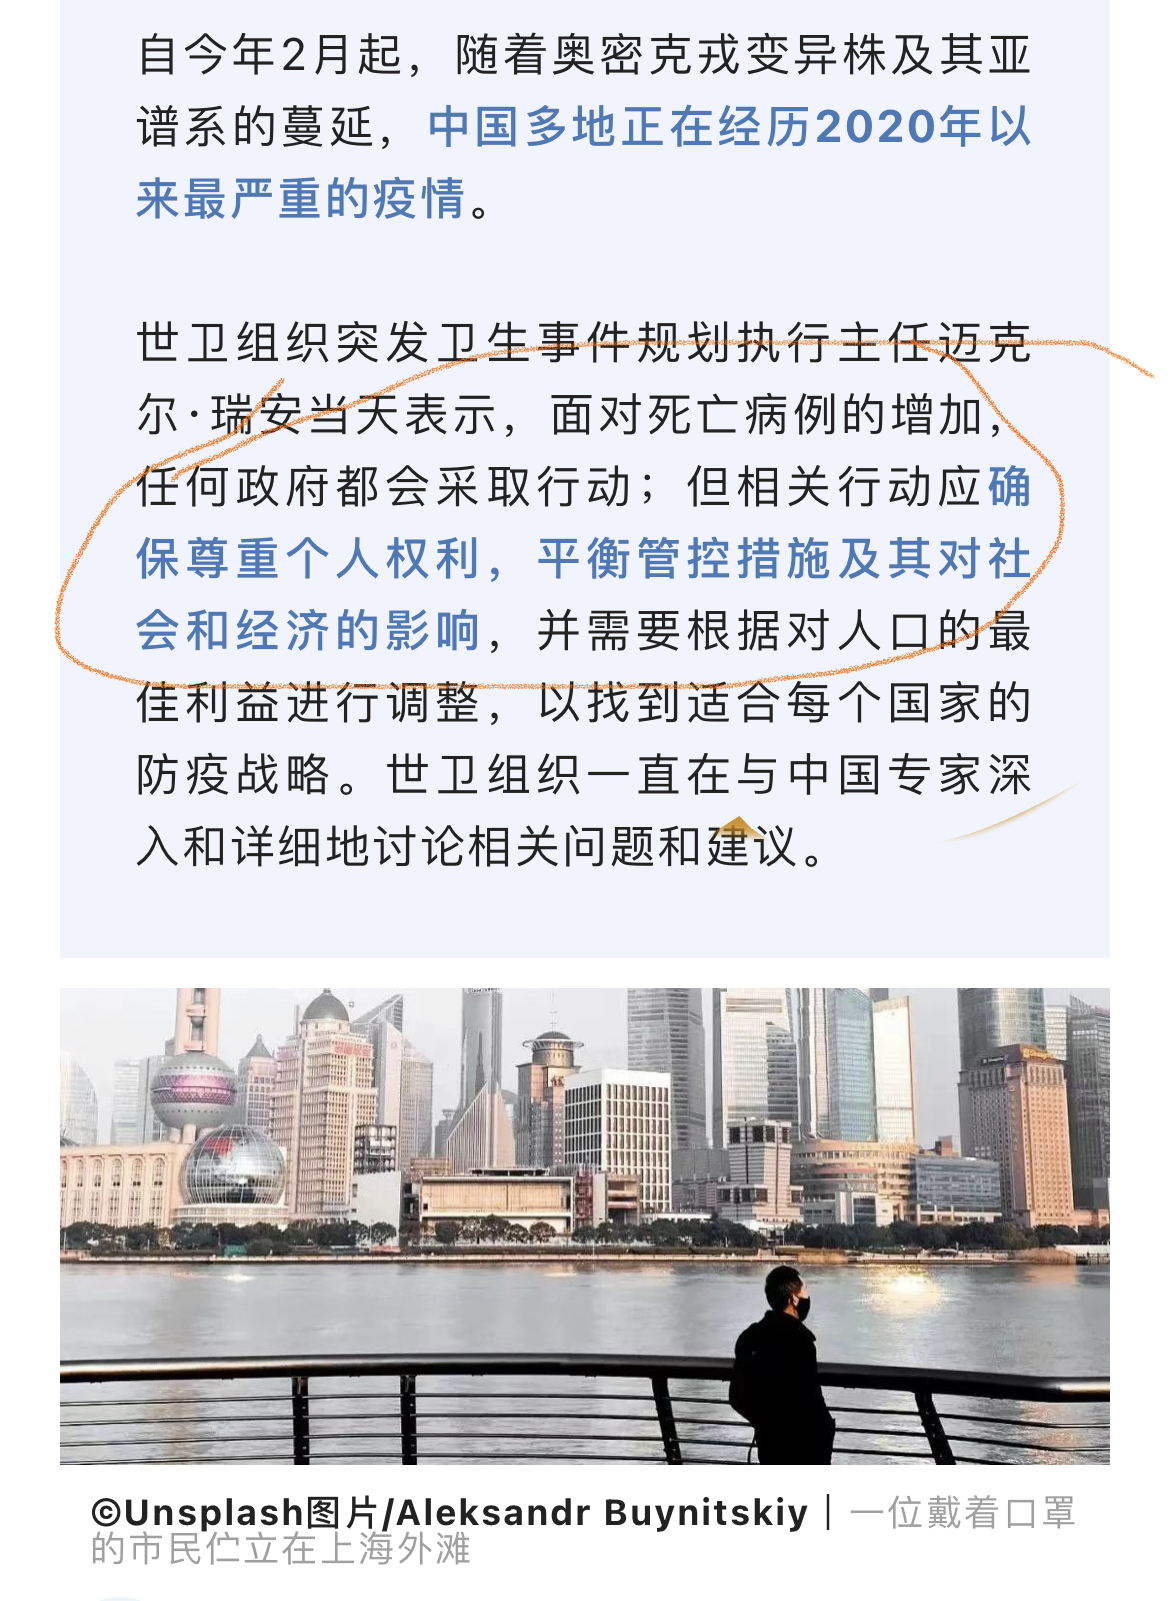 自今年2月起，随着奥密克戎变异株及其亚
谱系的蔓延，中国多地正在经历2020年以
来最严重的疫情。
世卫组织突发卫生事件规划执行主任迈克
尔·瑞安当天表示，面对死亡病例的增加，
任何政府都会采取行动；但相关行动应确
保尊重个人权利，平衡管控措施及其对社
会和经济的影响，并需要根据对人口的最
佳利益进行调整，以找到适合每个国家的
防疫战略。世卫组织一直在与中国专家深
入和详细地讨论相关问题和建议。
©Unsplash图片/Aleksandr Buynitskiy｜一位戴着口罩
的市民伫立在上海外滩